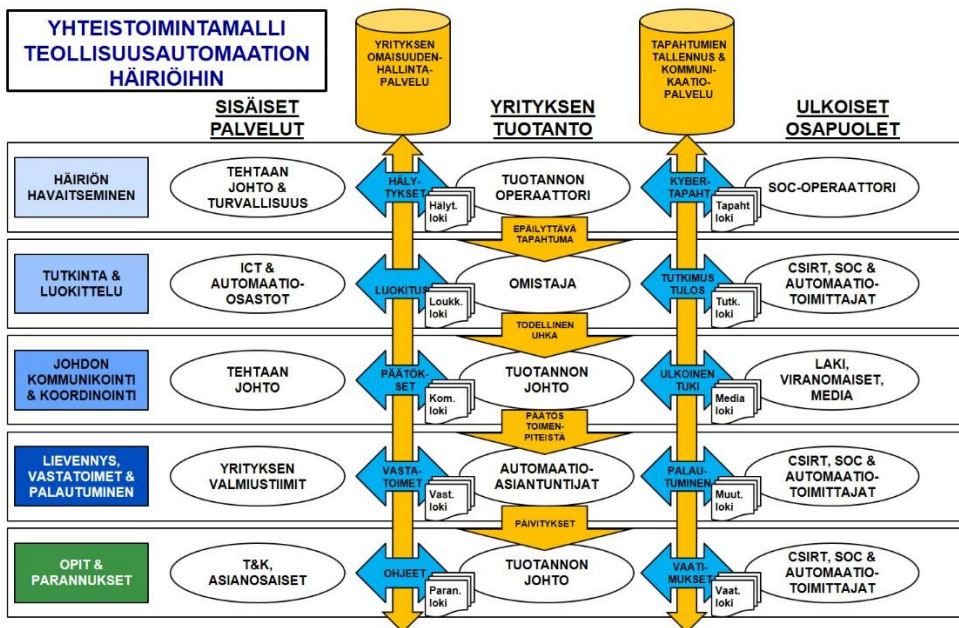 YHTEISTOIMINTAMALLI
TEOLLISUUSAUTOMAATION
HÄIRIÖIHIN
YRITYKSEN
OMAISUUDEN-
HALLINTA-
PALVELU
TAPAHTUMIEN
TALLENNUS &
KOMMUNI-
KAATIO-
PALVELU
SISÄISET
PALVELUT
YRITYKSEN
TUOTANTO
ULKOISET
OSAPUOLET
HÄIRIÖN
HAVAITSEMINEN
TEHTAAN
JOHTO &
TURVALLISUUS
HÄLY-
TYKSET
Hälyt.
loki
TUOTANNON
OPERAATTORI
KYBER-
TAPAHT
Tapaht
loki
SOC-OPERAATTORI
EPÄILYTTÄVÄ
TAPAHTUMA
TUTKINTA &
LUOKITTELU
ICT &
AUTOMAATIO-
OSASTOT
LUOKITUS
Loukk.
loki
OMISTAJA
TUTKIMUS
TULOS
Tutk.
loki
CSIRT, SOC &
AUTOMAATIO-
TOIMITTAJAT
TODELLINEN
UHKA
JOHDON
KOMMUNIKOINTI
& KOORDINOINTI
TEHTAAN
JOHTO
PÄÄTÖK-
SET
Kom.
loki
TUOTANNON
JOHTO
ULKOINEN
TUKI
Media
loki
LAKI,
VIRANOMAISET,
MEDIA
PÄÄTÖS
TOIMEN-
PITEISTÄ
LIEVENNYS,
VASTATOIMET &
PALAUTUMINEN
YRITYKSEN
VALMIUSTIIMIT
VASTA-
TOIMET
Vast.
loki
AUTOMAATIO-
ASIANTUNTIJAT
PALAU-
TUMINEN
Muut.
loki
CSIRT, SOC &
AUTOMAATIO-
TOIMITTAJAT
PÄIVITYKSET
OPIT &
PARANNUKSET
T&K,
ASIANOSAISET
OHJEET
Paran.
loki
TUOTANNON
JOHTO
VAATI-
MUKSET
Vaat.
loki
CSIRT, SOC &
AUTOMAATIO-
TOIMITTAJAT